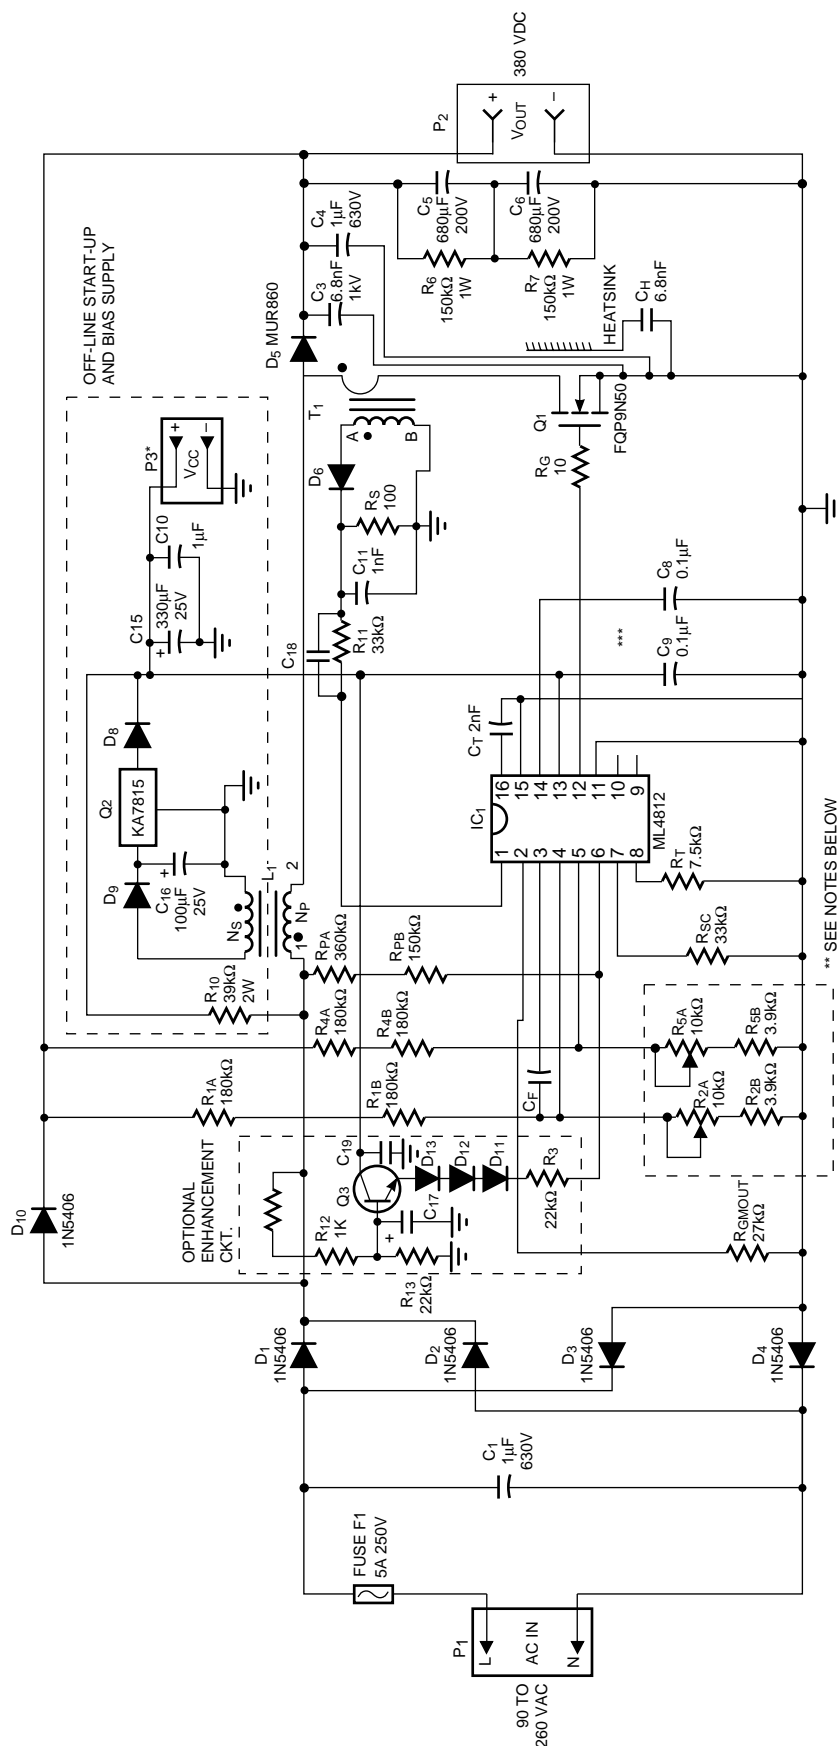 90 TO
260 VAC
P1
L
AC IN
N
FUSE F1
5A 250V
C1
1µF
630V
D1
1N5406
D2
1N5406
D3
1N5406
D4
1N5406
D10
1N5406
OPTIONAL
ENHANCEMENT
CKT.
R12
1K
R13
22kΩ
Q3
C19
C17
D13
D12
D11
R3
22kΩ
RGMOUT
27kΩ
R1A
180kΩ
R1B
180kΩ
CF
R2A
10kΩ
R2B
3.9kΩ
R4A
180kΩ
R4B
180kΩ
R5A
10kΩ
R5B
3.9kΩ
** SEE NOTES BELOW
RPA
360kΩ
RPB
150kΩ
R10
39kΩ
2W
OFF-LINE START-UP
AND BIAS SUPPLY
NS
NP
L1
1
2
D9
C16
100µF
25V
+
Q2
KA7815
D8
C15
330µF
25V
+
C10
1µF
P3*
VCC
+
−
RSC
33kΩ
RT
7.5kΩ
IC1
ML4812
1
2
3
4
5
6
7
8
16
15
14
13
12
11
10
9
CT 2nF
C18
R11
33kΩ
C11
1nF
RS
100
D6
T1
A
B
C9
0.1µF
C8
0.1µF
***
RG
10
Q1
FQP9N50
D5 MUR860
C3
6.8nF
1kV
C4
1µF
630V
HEATSINK
CH
6.8nF
R6
150kΩ
1W
R7
150kΩ
1W
C5
680µF
200V
C6
680µF
200V
P2
+
VOUT
−
380 VDC
+